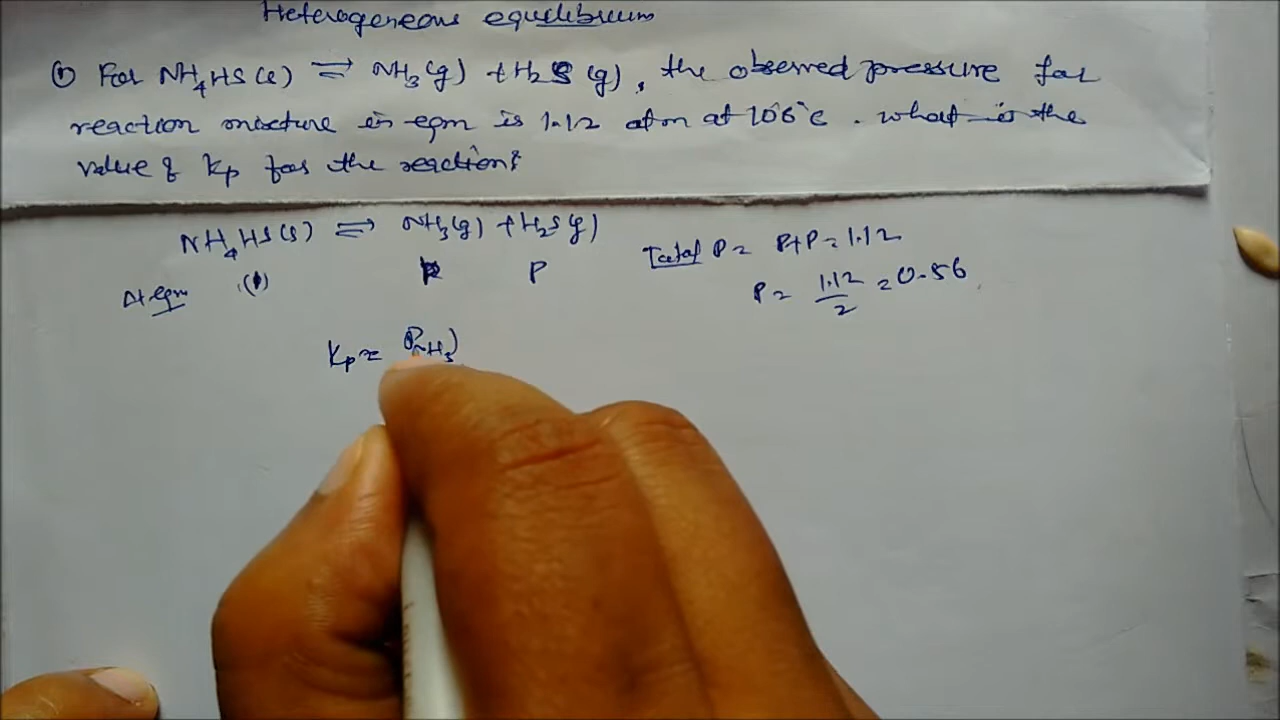 Heterogeneous equilibrium
① For NH₄HS(s) ⇌ NH₃(g) + H₂S(g), the observed pressure for
reaction mixture in eqm is 1.12 atm at 106°C. what is the
value of Kp for the reaction?
NH₄HS(s) ⇌ NH₃(g) + H₂S(g)
Total P = P+P = 1.12
At eqm (1) P P
P = 1.12/2 = 0.56
Kp = (PNH₃)